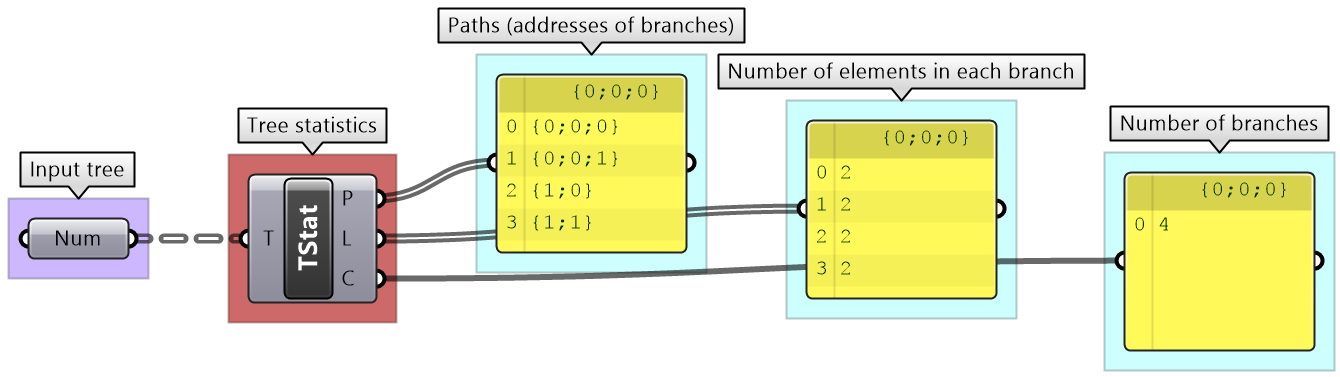 Input tree
Num
Tree statistics
T
TStat
P
L
C
Paths (addresses of branches)
{0;0;0}
0 {0;0;0}
1 {0;0;1}
2 {1;0}
3 {1;1}
Number of elements in each branch
{0;0;0}
0 2
1 2
2 2
3 2
Number of branches
{0;0;0}
0 4